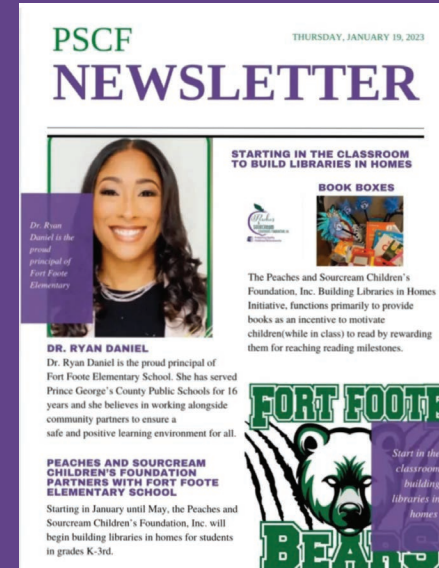 PSCF
THURSDAY, JANUARY 19, 2023
NEWSLETTER
Dr. Ryan
Daniel is the
proud
principal of
Fort Foote
Elementary
DR. RYAN DANIEL
Dr. Ryan Daniel is the proud principal of
Fort Foote Elementary School. She has served
Prince George's County Public Schools for 16
years and she believes in working alongside
community partners to ensure a
safe and positive learning environment for all.
PEACHES AND SOURCREAM
CHILDREN'S FOUNDATION
PARTNERS WITH FORT FOOTE
ELEMENTARY SCHOOL
Starting in January until May, the Peaches and
Sourcream Children's Foundation, Inc. will
begin building libraries in homes for students
in grades K-3rd.
STARTING IN THE CLASSROOM
TO BUILD LIBRARIES IN HOMES
BOOK BOXES
Peaches
SOURCREAM
The Peaches and Sourcream Children's
Foundation, Inc. Building Libraries in Homes
Initiative, functions primarily to provide
books as an incentive to motivate
children(while in class) to read by rewarding
them for reaching reading milestones.
FORT FOOTE
Start in the
classroom
building
libraries in
homes
BEARS